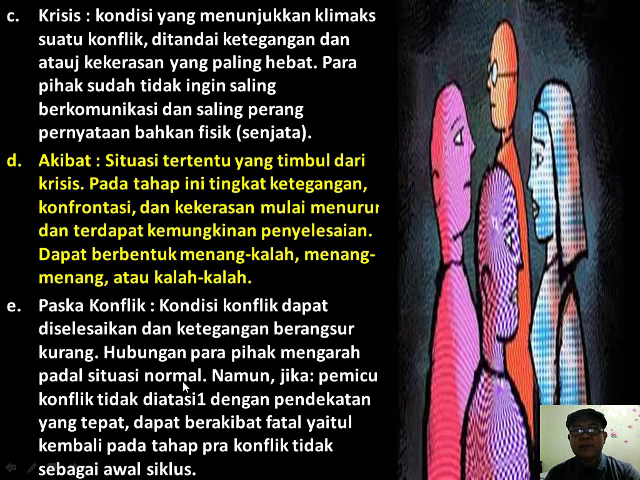 c. Krisis : kondisi yang menunjukkan klimaks
suatu konflik, ditandai ketegangan dan
atauj kekerasan yang paling hebat. Para
pihak sudah tidak ingin saling
berkomunikasi dan saling perang
pernyataan bahkan fisik (senjata).
d. Akibat : Situasi tertentu yang timbul dari
krisis. Pada tahap ini tingkat ketegangan,
konfrontasi, dan kekerasan mulai menurun
dan terdapat kemungkinan penyelesaian.
Dapat berbentuk menang-kalah, menang-
menang, atau kalah-kalah.
e. Paska Konflik : Kondisi konflik dapat
diselesaikan dan ketegangan berangsur
kurang. Hubungan para pihak mengarah
padal situasi normal. Namun, jika: pemicu
konflik tidak diatasi1 dengan pendekatan
yang tepat, dapat berakibat fatal yaitul
kembali pada tahap pra konflik tidak
sebagai awal siklus.